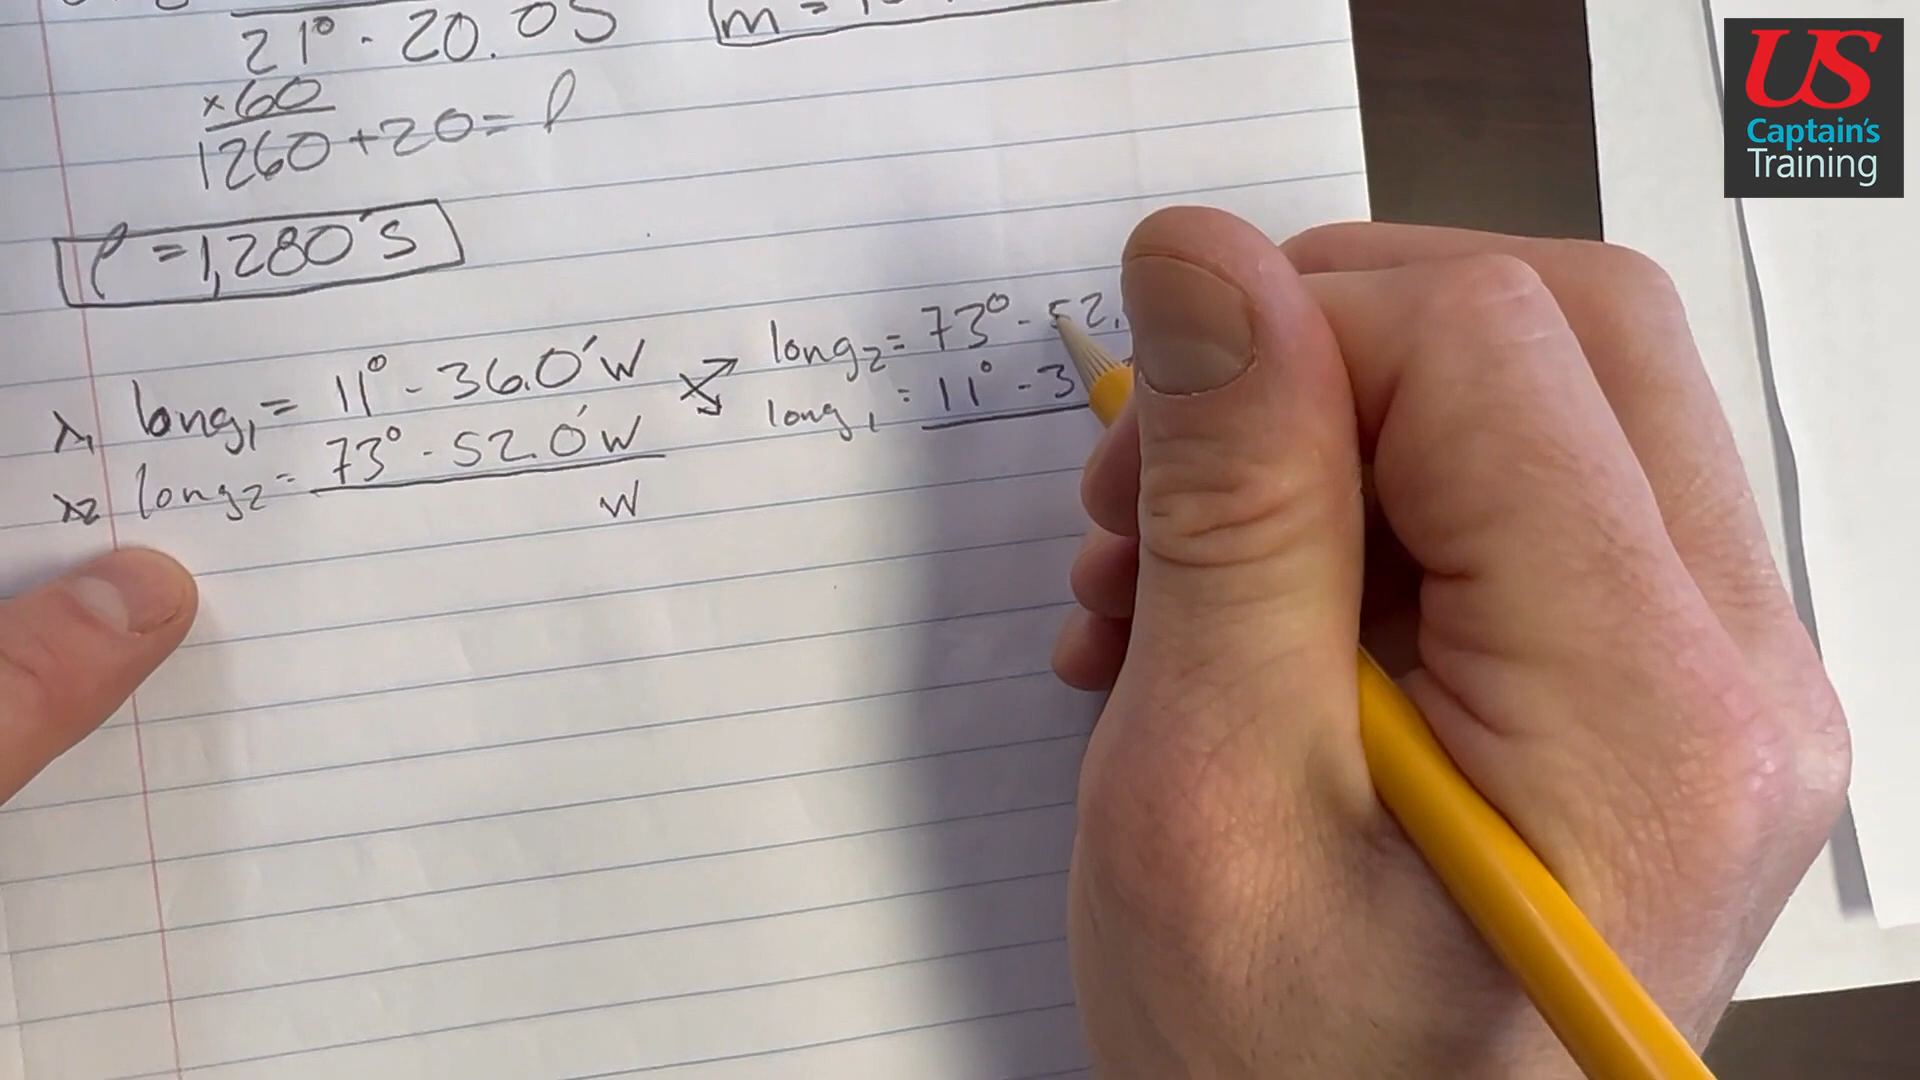 21° - 20.0S
m =
×60
1260 + 20 = l
l = 1,280's
λ1 long1 = 11° - 36.0'W
λ2 long2 = 73° - 52.0'W
W
long2 = 73° - 52.
long1 = 11° - 3
US
Captain's
Training